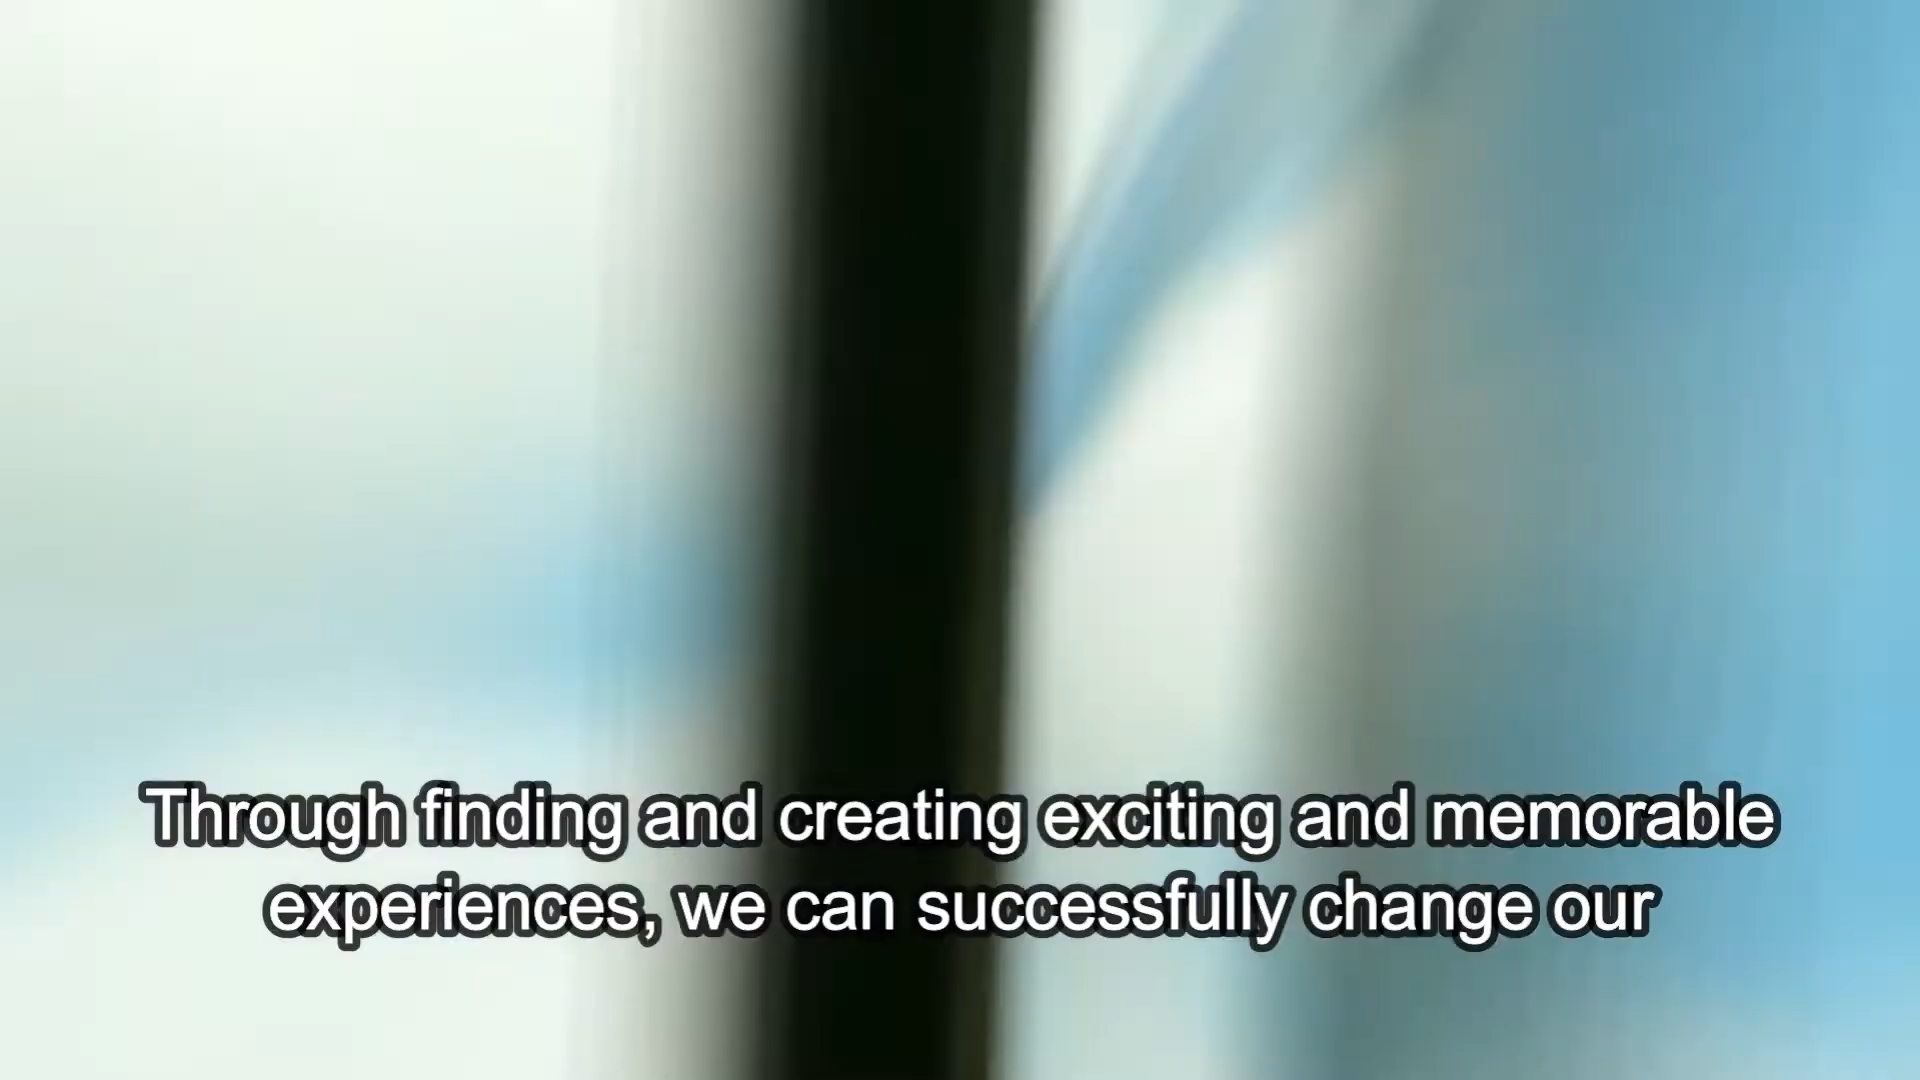 Through finding and creating exciting and memorable
experiences, we can successfully change our